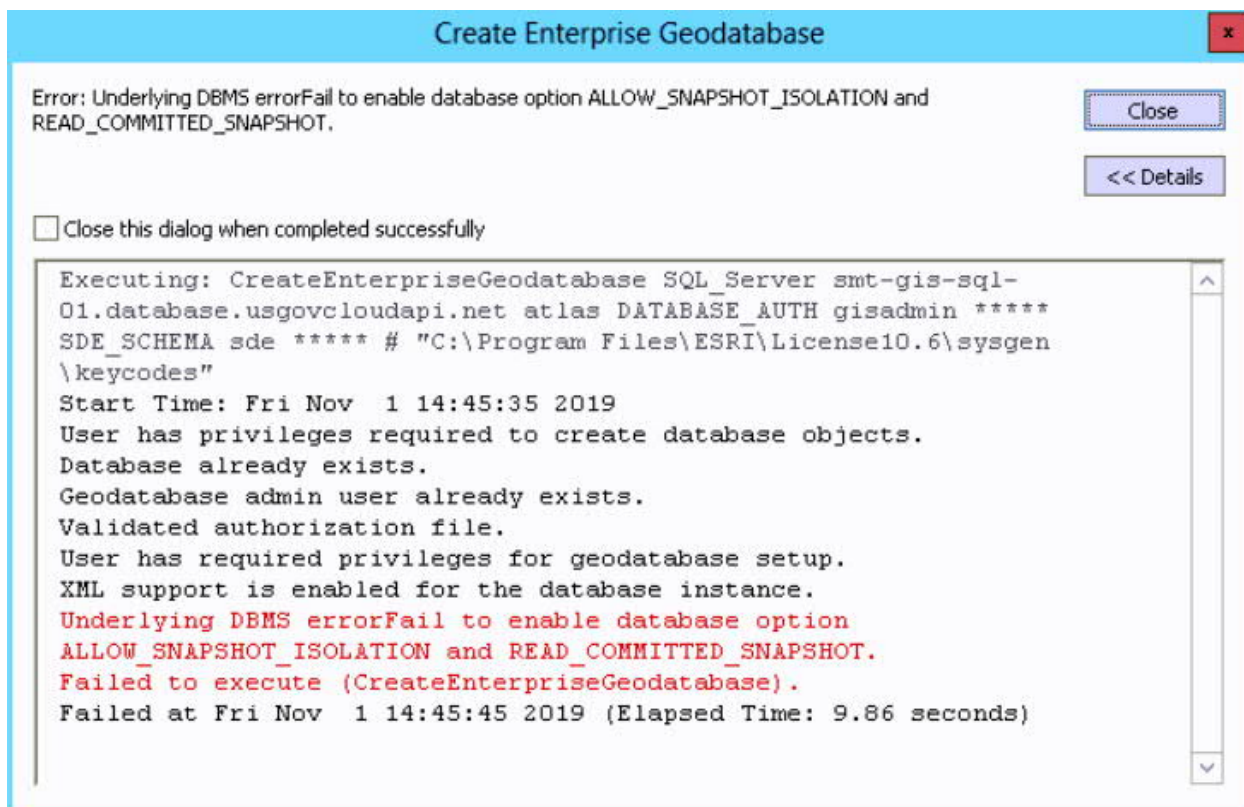 Create Enterprise Geodatabase
x
Error: Underlying DBMS errorFail to enable database option ALLOW_SNAPSHOT_ISOLATION and
READ_COMMITTED_SNAPSHOT.
Close
<< Details
Close this dialog when completed successfully
Executing: CreateEnterpriseGeodatabase SQL_Server smt-gis-sql-
01.database.usgovcloudapi.net atlas DATABASE_AUTH gisadmin *****
SDE_SCHEMA sde ***** # "C:\Program Files\ESRI\License10.6\sysgen
\keycodes"
Start Time: Fri Nov  1 14:45:35 2019
User has privileges required to create database objects.
Database already exists.
Geodatabase admin user already exists.
Validated authorization file.
User has required privileges for geodatabase setup.
XML support is enabled for the database instance.
Underlying DBMS errorFail to enable database option
ALLOW_SNAPSHOT_ISOLATION and READ_COMMITTED_SNAPSHOT.
Failed to execute (CreateEnterpriseGeodatabase).
Failed at Fri Nov  1 14:45:45 2019 (Elapsed Time: 9.86 seconds)